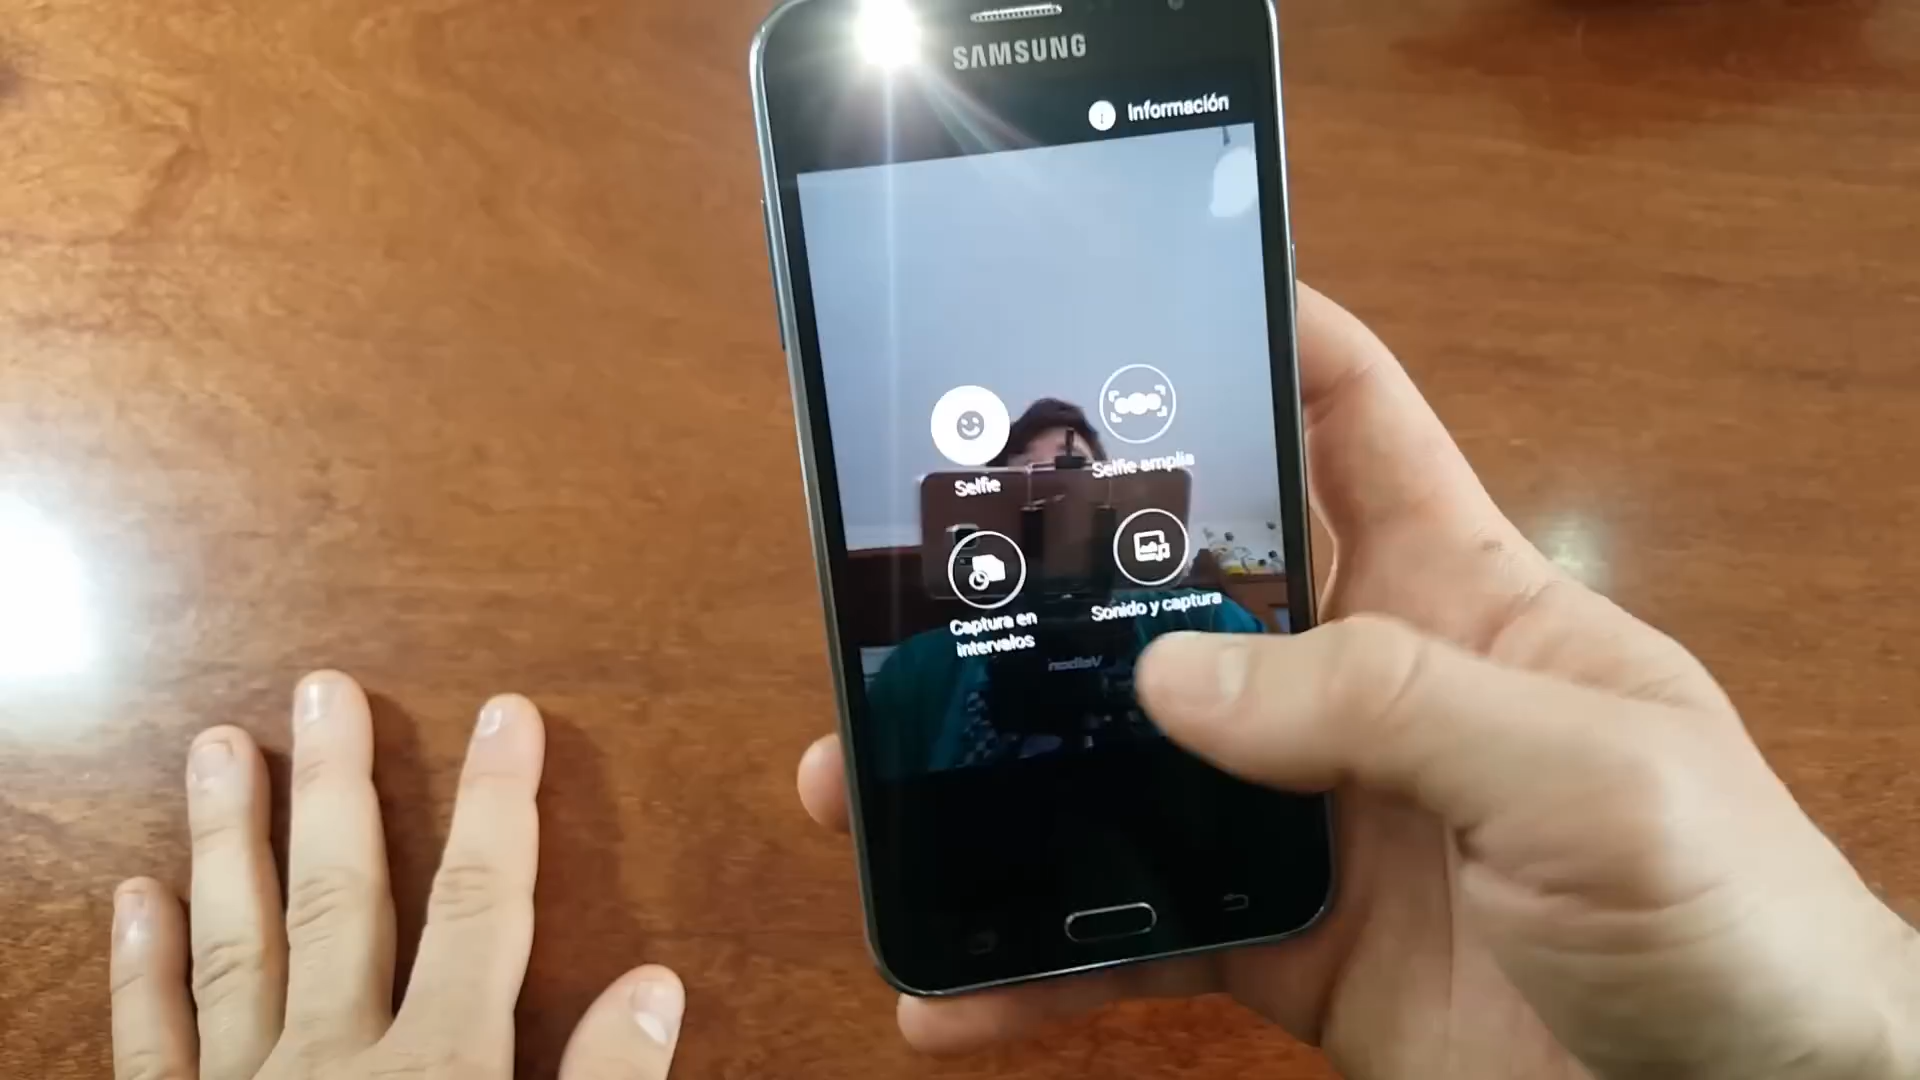 SAMSUNG
Información
Selfie
Selfie amplia
Captura en
intervalos
Sonido y captura